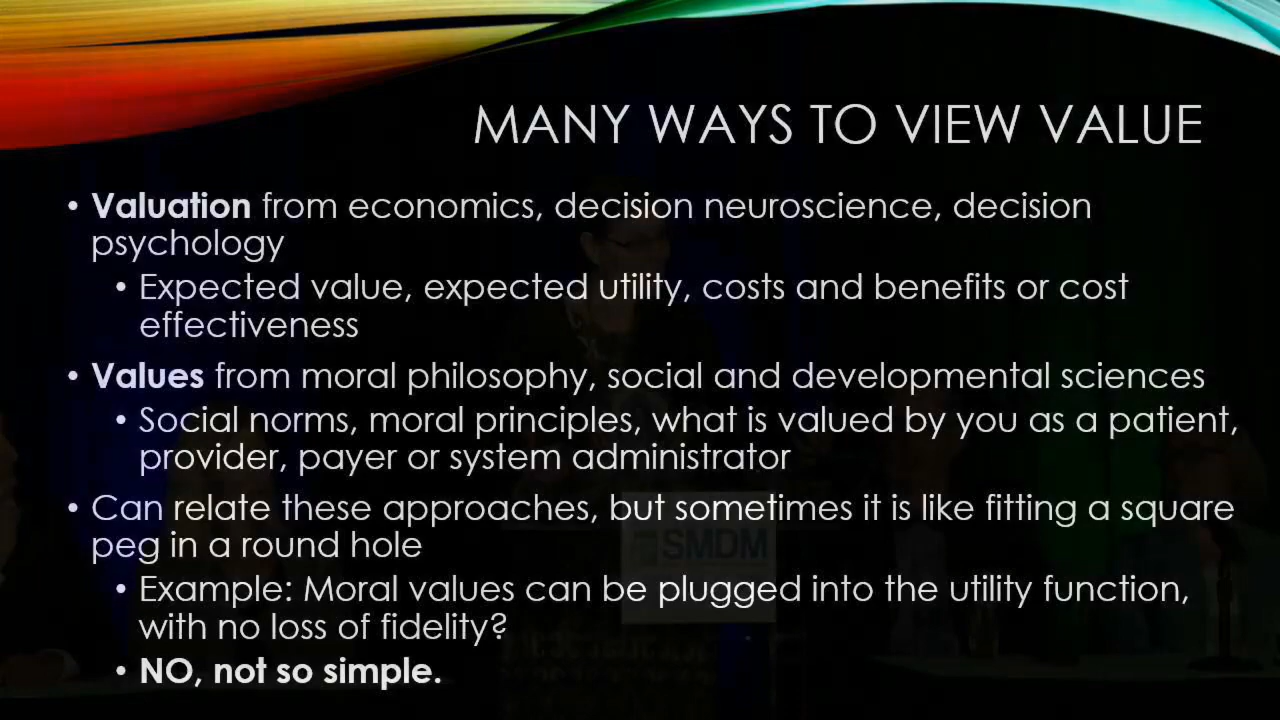 MANY WAYS TO VIEW VALUE
• Valuation from economics, decision neuroscience, decision
psychology
• Expected value, expected utility, costs and benefits or cost
effectiveness
• Values from moral philosophy, social and developmental sciences
• Social norms, moral principles, what is valued by you as a patient,
provider, payer or system administrator
• Can relate these approaches, but sometimes it is like fitting a square
peg in a round hole
SMDM
• Example: Moral values can be plugged into the utility function,
with no loss of fidelity?
• NO, not so simple.